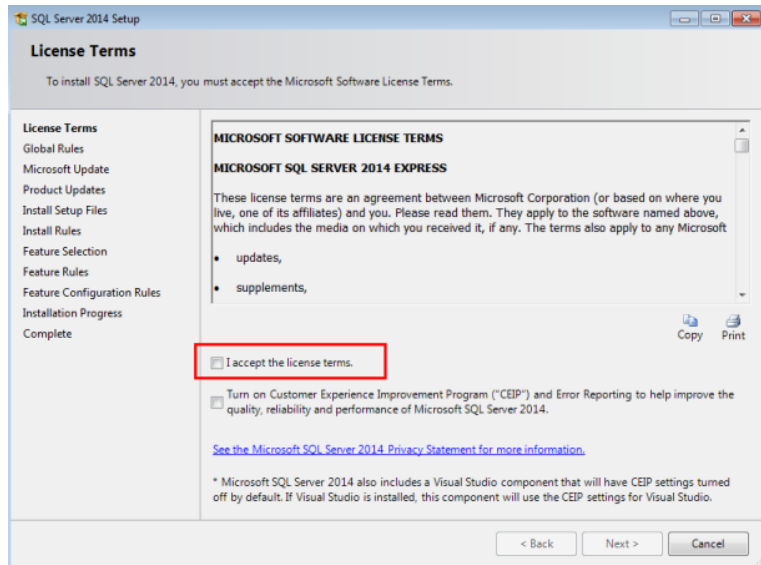 SQL Server 2014 Setup
License Terms
To install SQL Server 2014, you must accept the Microsoft Software License Terms.
License Terms
Global Rules
Microsoft Update
Product Updates
Install Setup Files
Install Rules
Feature Selection
Feature Rules
Feature Configuration Rules
Installation Progress
Complete
MICROSOFT SOFTWARE LICENSE TERMS
MICROSOFT SQL SERVER 2014 EXPRESS
These license terms are an agreement between Microsoft Corporation (or based on where you
live, one of its affiliates) and you. Please read them. They apply to the software named above,
which includes the media on which you received it, if any. The terms also apply to any Microsoft
• updates,
• supplements,
Copy Print
I accept the license terms.
Turn on Customer Experience Improvement Program ("CEIP") and Error Reporting to help improve the
quality, reliability and performance of Microsoft SQL Server 2014.
See the Microsoft SQL Server 2014 Privacy Statement for more information.
* Microsoft SQL Server 2014 also includes a Visual Studio component that will have CEIP settings turned
off by default. If Visual Studio is installed, this component will use the CEIP settings for Visual Studio.
< Back Next > Cancel